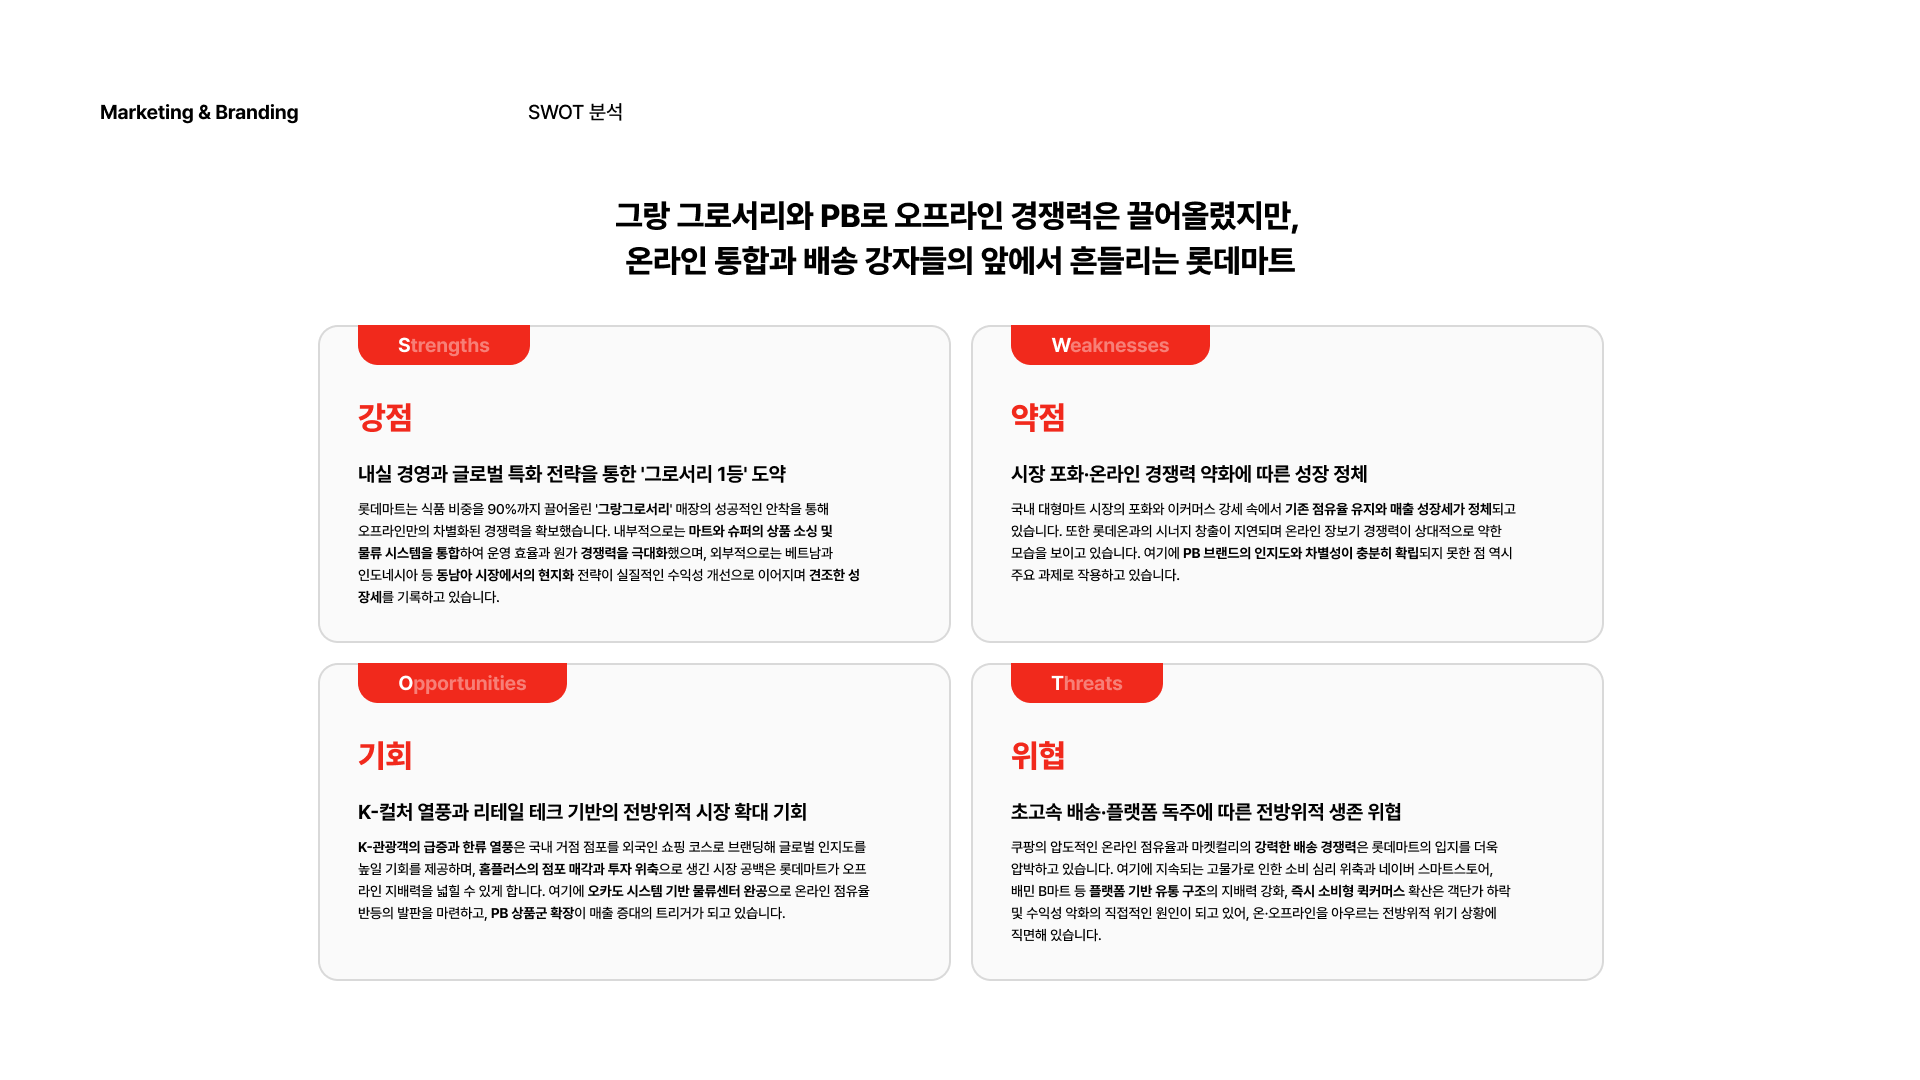 Marketing & Branding
SWOT 분석
그랑 그로서리와 PB로 오프라인 경쟁력은 끌어올렸지만,
온라인 통합과 배송 강자들의 앞에서 흔들리는 롯데마트
Strengths
강점
내실 경영과 글로벌 특화 전략을 통한 '그로서리 1등' 도약
롯데마트는 식품 비중을 90%까지 끌어올린 '그랑그로서리' 매장의 성공적인 안착을 통해
오프라인만의 차별화된 경쟁력을 확보했습니다. 내부적으로는 마트와 슈퍼의 상품 소싱 및
물류 시스템을 통합하여 운영 효율과 원가 경쟁력을 극대화했으며, 외부적으로는 베트남과
인도네시아 등 동남아 시장에서의 현지화 전략이 실질적인 수익성 개선으로 이어지며 견조한 성
장세를 기록하고 있습니다.
Weaknesses
약점
시장 포화·온라인 경쟁력 약화에 따른 성장 정체
국내 대형마트 시장의 포화와 이커머스 강세 속에서 기존 점유율 유지와 매출 성장세가 정체되고
있습니다. 또한 롯데온과의 시너지 창출이 지연되며 온라인 장보기 경쟁력이 상대적으로 약한
모습을 보이고 있습니다. 여기에 PB 브랜드의 인지도와 차별성이 충분히 확립되지 못한 점 역시
주요 과제로 작용하고 있습니다.
Opportunities
기회
K-컬처 열풍과 리테일 테크 기반의 전방위적 시장 확대 기회
K-관광객의 급증과 한류 열풍은 국내 거점 점포를 외국인 쇼핑 코스로 브랜딩해 글로벌 인지도를
높일 기회를 제공하며, 홈플러스의 점포 매각과 투자 위축으로 생긴 시장 공백은 롯데마트가 오프
라인 지배력을 넓힐 수 있게 합니다. 여기에 오카도 시스템 기반 물류센터 완공으로 온라인 점유율
반등의 발판을 마련하고, PB 상품군 확장이 매출 증대의 트리거가 되고 있습니다.
Threats
위협
초고속 배송·플랫폼 독주에 따른 전방위적 생존 위협
쿠팡의 압도적인 온라인 점유율과 마켓컬리의 강력한 배송 경쟁력은 롯데마트의 입지를 더욱
압박하고 있습니다. 여기에 지속되는 고물가로 인한 소비 심리 위축과 네이버 스마트스토어,
배민 B마트 등 플랫폼 기반 유통 구조의 지배력 강화, 즉시 소비형 퀵커머스 확산은 객단가 하락
및 수익성 악화의 직접적인 원인이 되고 있어, 온·오프라인을 아우르는 전방위적 위기 상황에
직면해 있습니다.